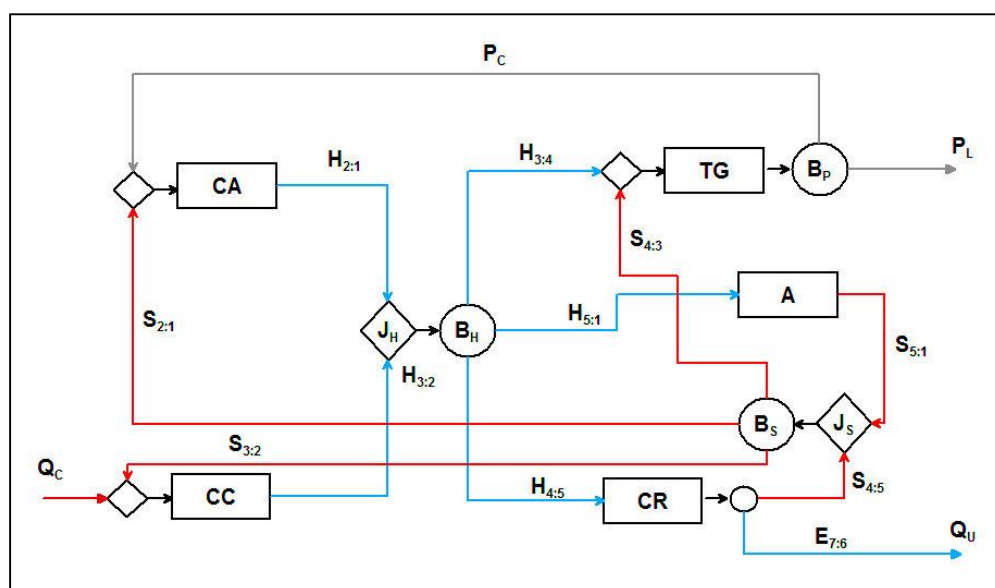 P_C
H_2:1
H_3:4
P_L
CA
TG
B_P
S_4:3
A
S_2:1
H_5:1
J_H
B_H
S_5:1
H_3:2
B_S
J_S
S_3:2
Q_C
CC
H_4:5
CR
S_4:5
E_7:6
Q_U